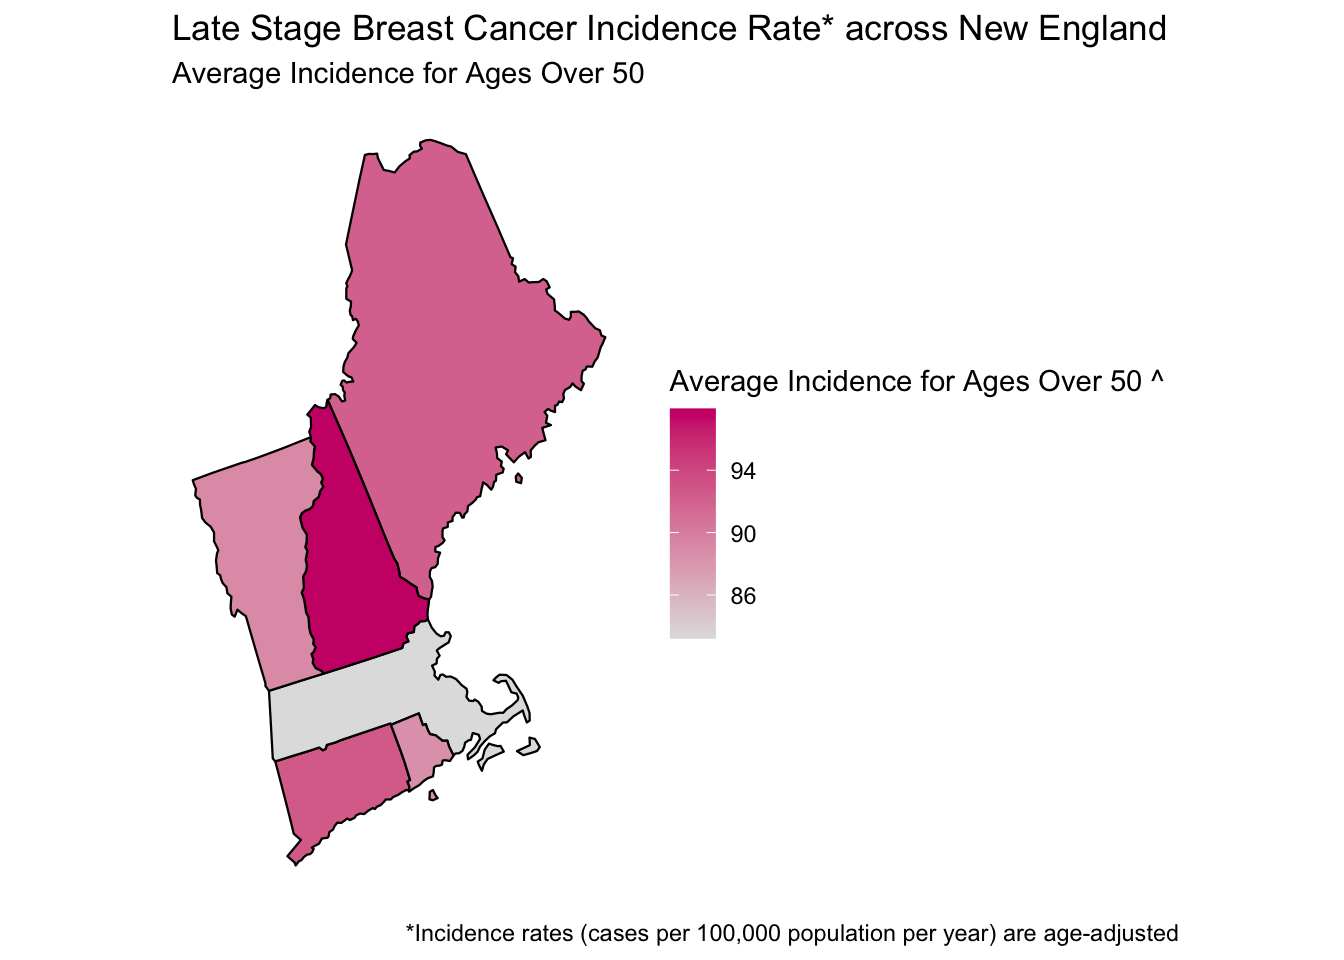 Late Stage Breast Cancer Incidence Rate* across New England
Average Incidence for Ages Over 50
Average Incidence for Ages Over 50 ^
94
90
86
*Incidence rates (cases per 100,000 population per year) are age-adjusted